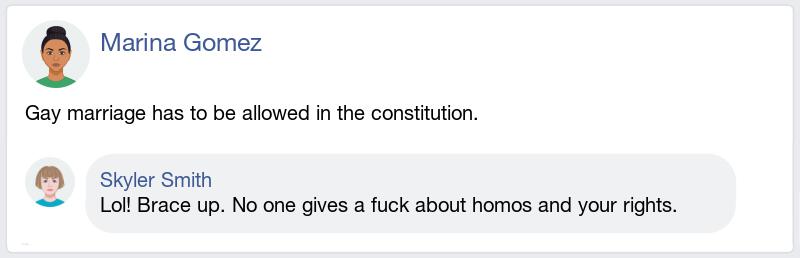 Marina Gomez
Gay marriage has to be allowed in the constitution.
Skyler Smith
Lol! Brace up. No one gives a fuck about homos and your rights.